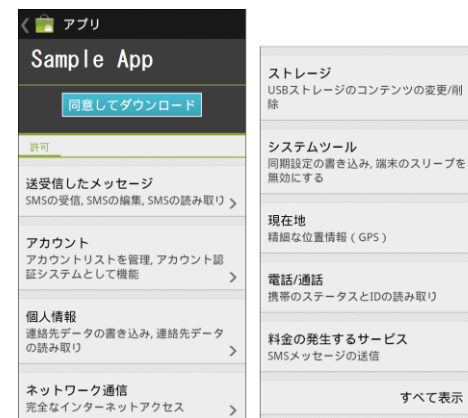 アプリ
Sample App
同意してダウンロード
許可
送受信したメッセージ
SMSの受信, SMSの編集, SMSの読み取り
アカウント
アカウントリストを管理, アカウント認
証システムとして機能
個人情報
連絡先データの書き込み, 連絡先データ
の読み取り
ネットワーク通信
完全なインターネットアクセス
ストレージ
USBストレージのコンテンツの変更/削
除
システムツール
同期設定の書き込み, 端末のスリープを
無効にする
現在地
精細な位置情報 ( GPS )
電話/通話
携帯のステータスとIDの読み取り
料金の発生するサービス
SMSメッセージの送信
すべて表示